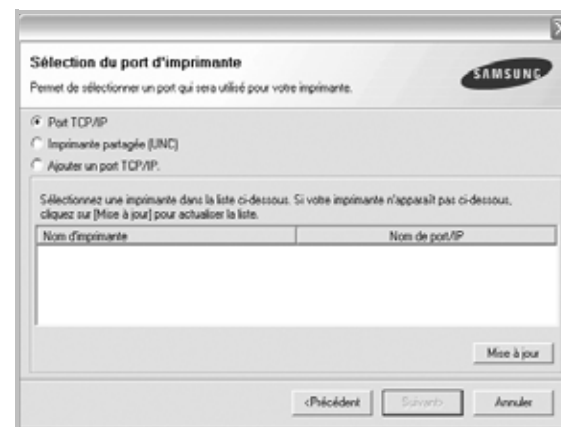 Sélection du port d'imprimante
Permet de sélectionner un port qui sera utilisé pour votre imprimante.
SAMSUNG
Port TCP/IP
Imprimante partagée (UNC)
Ajouter un port TCP/IP.
Sélectionnez une imprimante dans la liste ci-dessous. Si votre imprimante n'apparaît pas ci-dessous,
cliquez sur [Mise à jour] pour actualiser la liste.
Nom d'imprimante Nom de port/IP
Mise à jour
<Précédent Suivant> Annuler